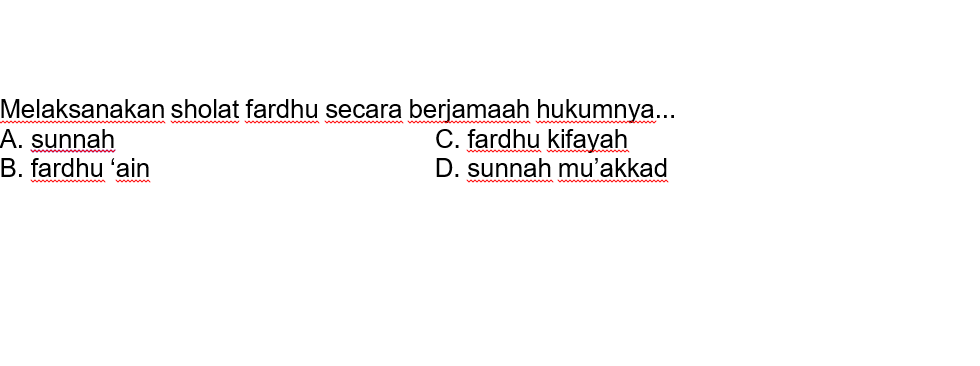 Melaksanakan sholat fardhu secara berjamaah hukumnya...
A. sunnah C. fardhu kifayah
B. fardhu ‘ain D. sunnah mu’akkad